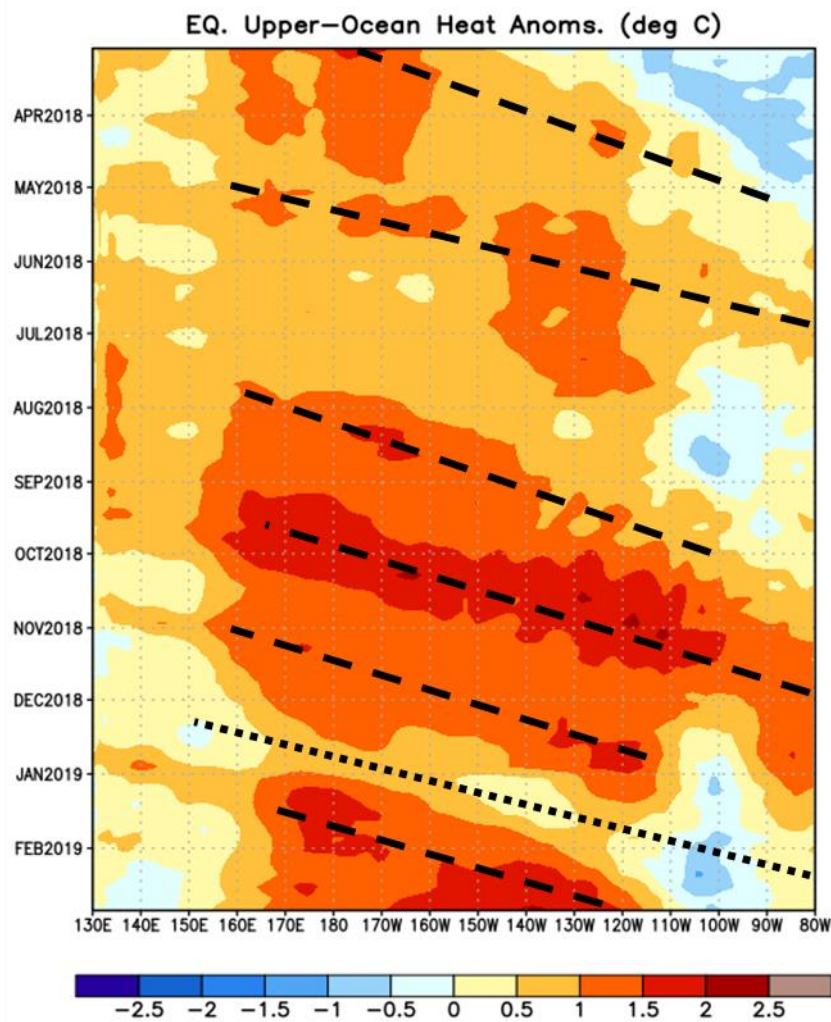 EQ. Upper-Ocean Heat Anoms. (deg C)
APR2018
MAY2018
JUN2018
JUL2018
AUG2018
SEP2018
OCT2018
NOV2018
DEC2018
JAN2019
FEB2019
130E 140E 150E 160E 170E 180 170W 160W 150W 140W 130W 120W 110W 100W 90W 80W
-2.5 -2 -1.5 -1 -0.5 0 0.5 1 1.5 2 2.5